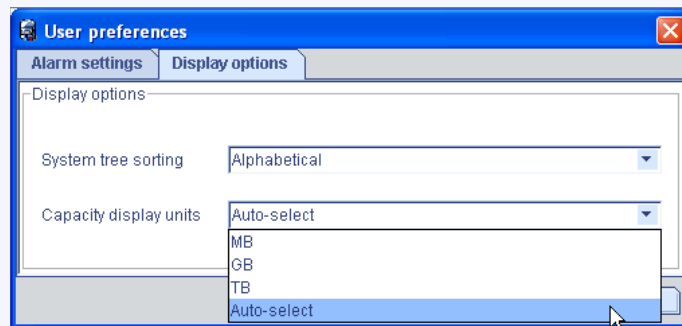 User preferences
Alarm settings Display options
Display options
System tree sorting Alphabetical
Capacity display units Auto-select
MB
GB
TB
Auto-select